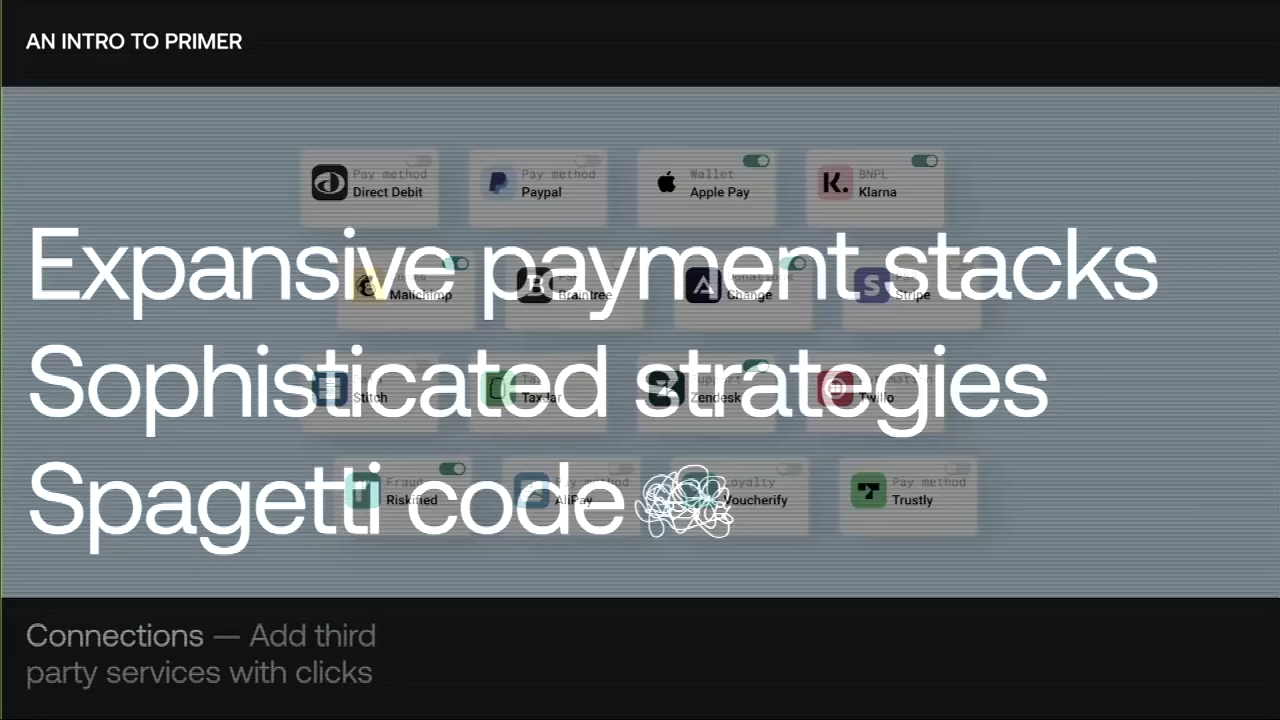 AN INTRO TO PRIMER
Pay method
Direct Debit
Pay method
Paypal
Wallet
Apple Pay
BNPL
Klarna
Expansive payment stacks
Mailchimp
Braintree
Change
Stripe
Sophisticated strategies
Stitch
TaxJar
Zendesk
Twilio
Spagetti code
Fraud
Riskified
Pay method
AliPay
Loyalty
Voucherify
Pay method
Trustly
Connections — Add third
party services with clicks